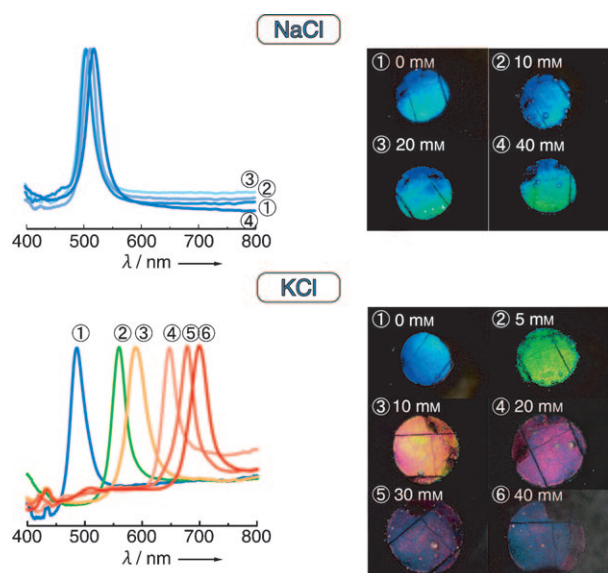 NaCl
③
②
①
④
400 500 600 700 800
λ / nm
① 0 mM
② 10 mM
③ 20 mM
④ 40 mM
KCl
① ② ③ ④ ⑤ ⑥
400 500 600 700 800
λ / nm
① 0 mM
② 5 mM
③ 10 mM
④ 20 mM
⑤ 30 mM
⑥ 40 mM